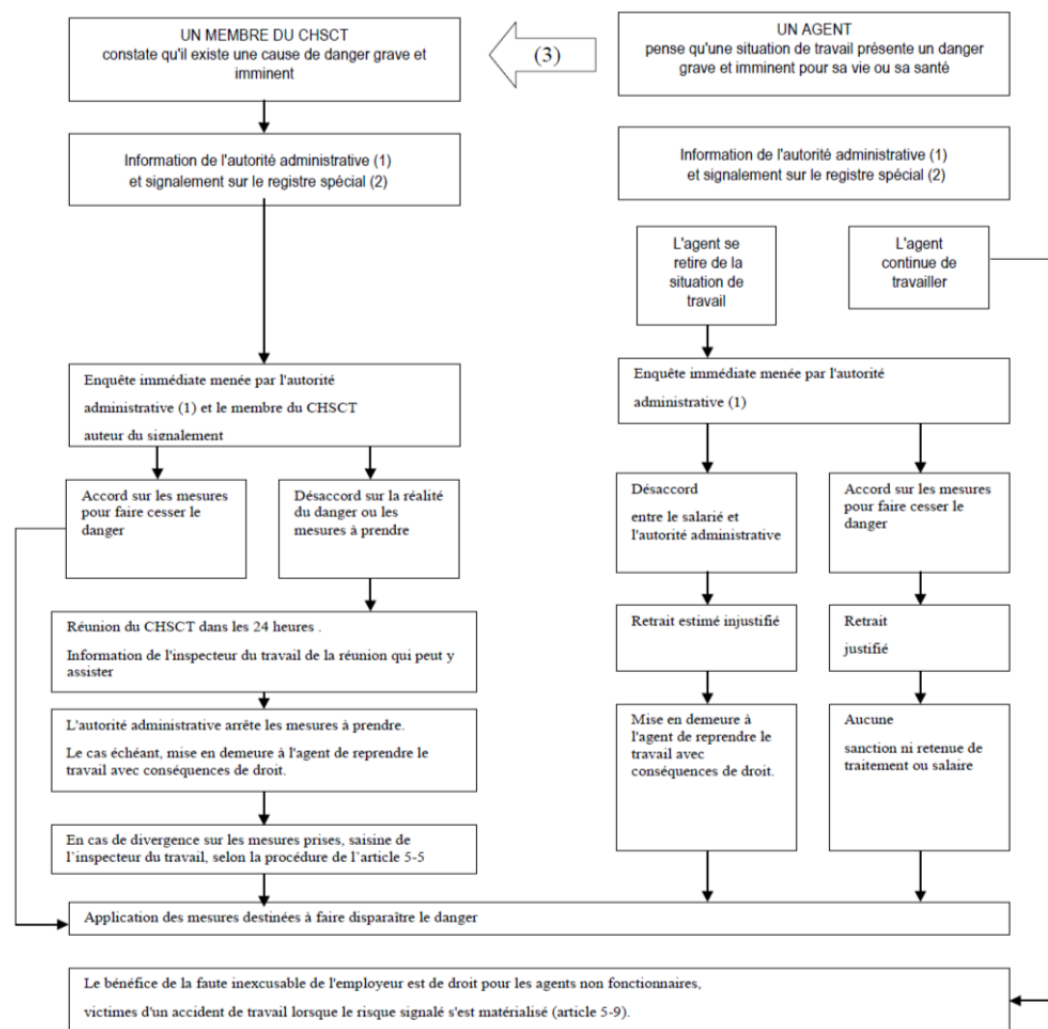 UN MEMBRE DU CHSCT
constate qu'il existe une cause de danger grave et
imminent
(3)
UN AGENT
pense qu'une situation de travail présente un danger
grave et imminent pour sa vie ou sa santé
Information de l'autorité administrative (1)
et signalement sur le registre spécial (2)
Information de l'autorité administrative (1)
et signalement sur le registre spécial (2)
L'agent se
retire de la
situation de
travail
L'agent
continue de
travailler
Enquête immédiate menée par l'autorité
administrative (1) et le membre du CHSCT
auteur du signalement
Enquête immédiate menée par l'autorité
administrative (1)
Accord sur les mesures
pour faire cesser le
danger
Désaccord sur la réalité
du danger ou les
mesures à prendre
Désaccord
entre le salarié et
l'autorité administrative
Accord sur les mesures
pour faire cesser le
danger
Réunion du CHSCT dans les 24 heures .
Information de l'inspecteur du travail de la réunion qui peut y
assister
Retrait estimé injustifié
Retrait
justifié
L'autorité administrative arrête les mesures à prendre.
Le cas échéant, mise en demeure à l'agent de reprendre le
travail avec conséquences de droit.
Mise en demeure à
l'agent de reprendre le
travail avec
conséquences de droit.
Aucune
sanction ni retenue de
traitement ou salaire
En cas de divergence sur les mesures prises, saisine de
l'inspecteur du travail, selon la procédure de l'article 5-5
Application des mesures destinées à faire disparaître le danger
Le bénéfice de la faute inexcusable de l'employeur est de droit pour les agents non fonctionnaires,
victimes d'un accident de travail lorsque le risque signalé s'est matérialisé (article 5-9).